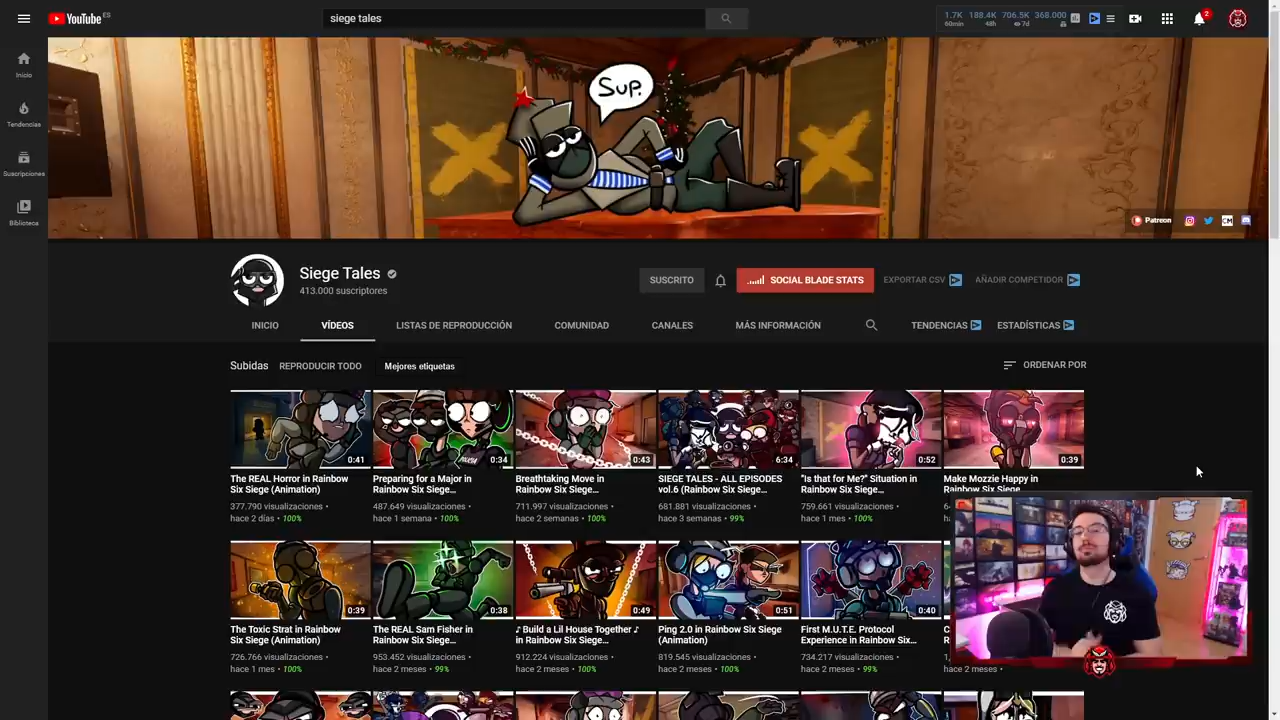 YouTube ES
siege tales
1.7K 188.4K 706.5K 368.000
60min 48h 7d
2
Inicio
Tendencias
Suscripciones
Biblioteca
Sup.
Patreon
CM
Siege Tales
413.000 suscriptores
SUSCRITO
SOCIAL BLADE STATS
EXPORTAR CSV
AÑADIR COMPETIDOR
INICIO
VÍDEOS
LISTAS DE REPRODUCCIÓN
COMUNIDAD
CANALES
MÁS INFORMACIÓN
TENDENCIAS
ESTADÍSTICAS
Subidas
REPRODUCIR TODO
Mejores etiquetas
ORDENAR POR
0:41
The REAL Horror in Rainbow
Six Siege (Animation)
377.790 visualizaciones •
hace 2 días • 100%
0:34
Preparing for a Major in
Rainbow Six Siege...
487.649 visualizaciones •
hace 1 semana • 100%
0:43
Breathtaking Move in
Rainbow Six Siege...
711.997 visualizaciones •
hace 2 semanas • 100%
6:34
SIEGE TALES - ALL EPISODES
vol.6 (Rainbow Six Siege...
681.881 visualizaciones •
hace 3 semanas • 99%
0:52
"Is that for Me?" Situation in
Rainbow Six Siege...
759.661 visualizaciones •
hace 1 mes • 100%
0:39
Make Mozzie Happy in
Rainbow Six Siege
0:39
The Toxic Strat in Rainbow
Six Siege (Animation)
726.766 visualizaciones •
hace 1 mes • 100%
0:38
The REAL Sam Fisher in
Rainbow Six Siege...
953.452 visualizaciones •
hace 2 meses • 99%
0:49
♪ Build a Lil House Together ♪
in Rainbow Six Siege...
912.224 visualizaciones •
hace 2 meses • 100%
0:51
Ping 2.0 in Rainbow Six Siege
(Animation)
819.545 visualizaciones •
hace 2 meses • 100%
0:40
First M.U.T.E. Protocol
Experience in Rainbow Six...
734.217 visualizaciones •
hace 2 meses • 99%
hace 2 meses •